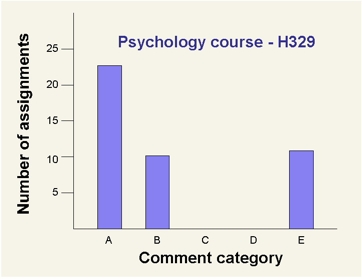 Psychology course - H329
Number of assignments
25
20
15
10
5
A B C D E
Comment category